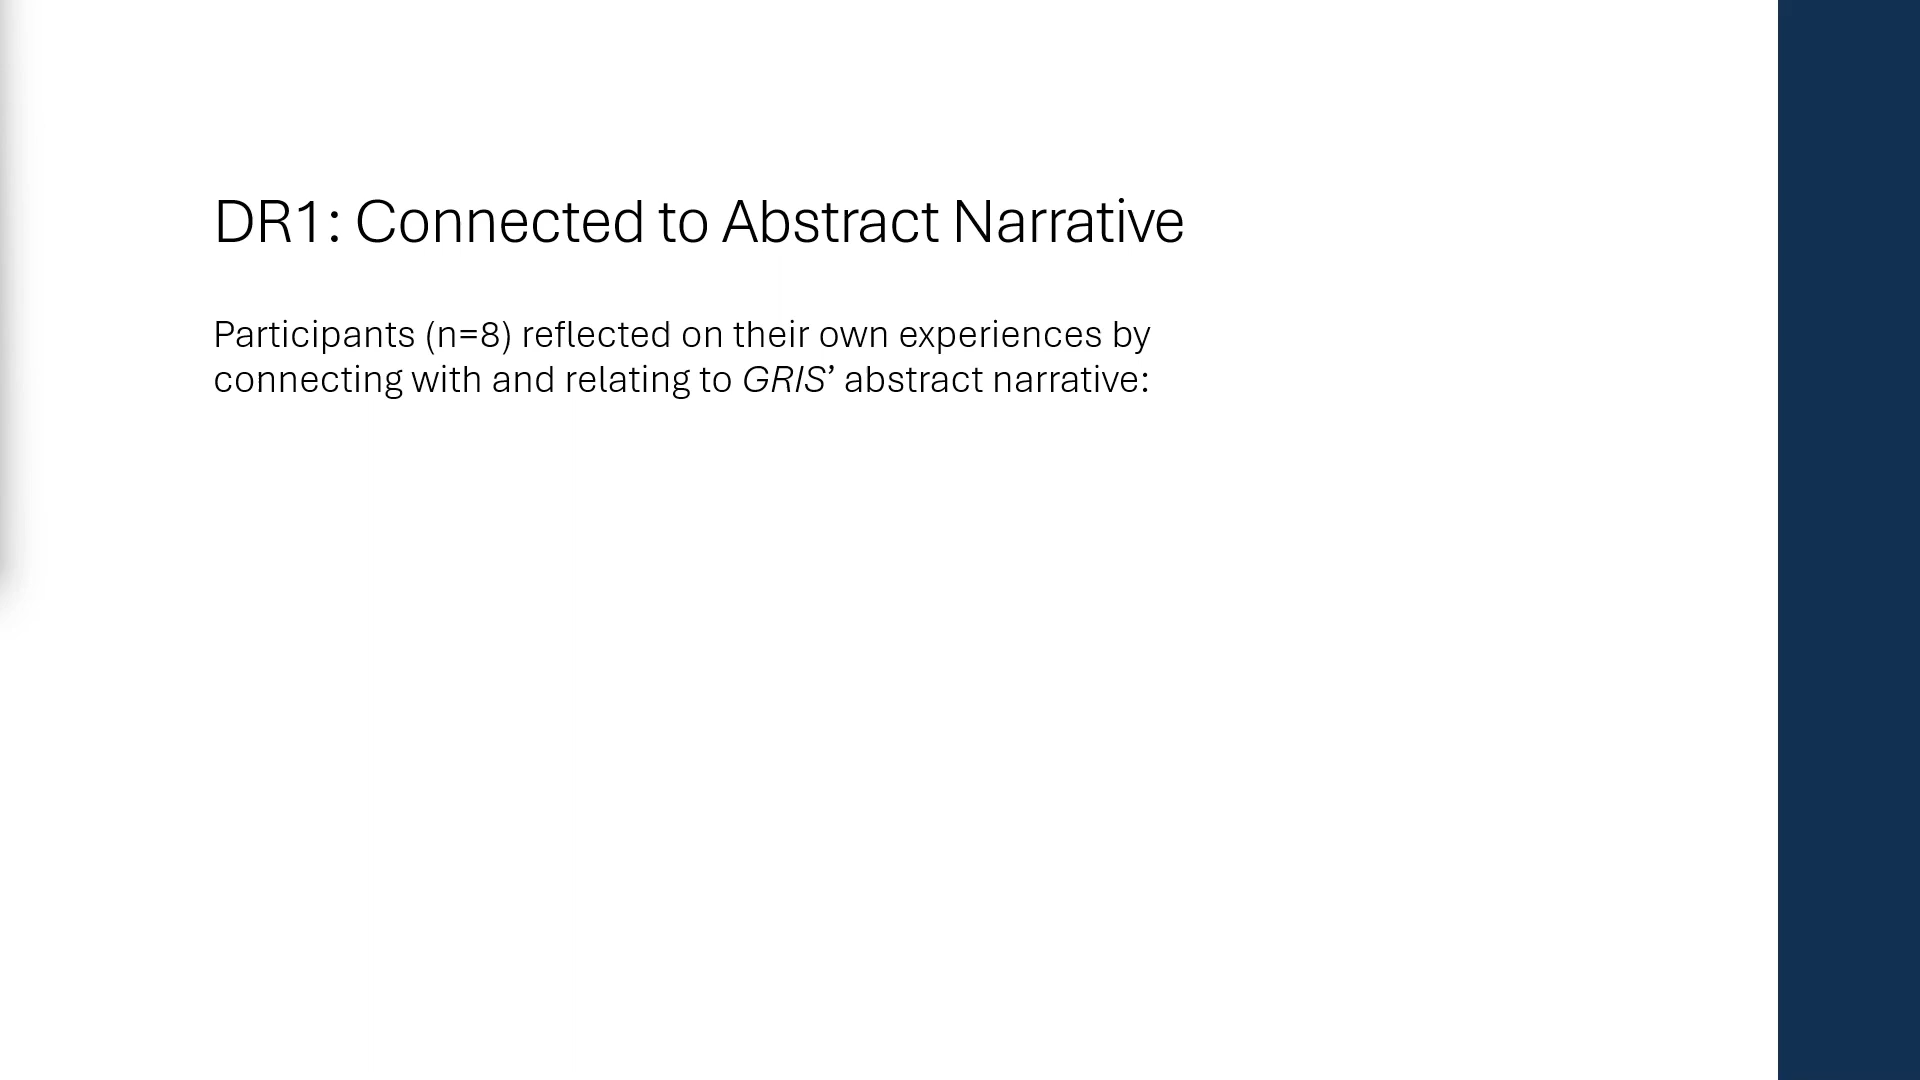 DR1: Connected to Abstract Narrative
Participants (n=8) reflected on their own experiences by
connecting with and relating to GRIS’ abstract narrative: